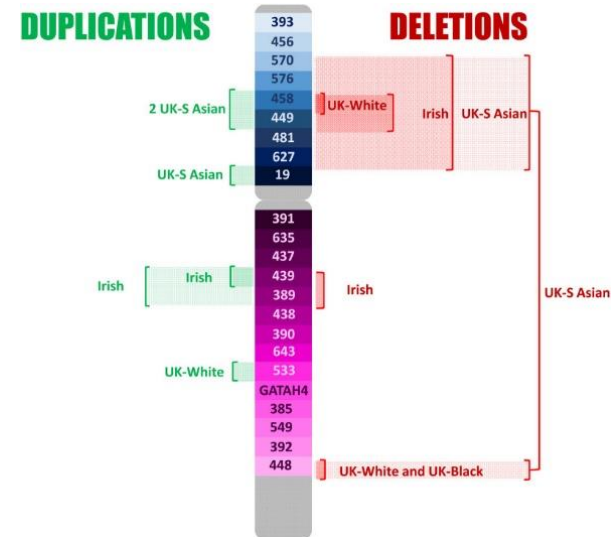 DUPLICATIONS
DELETIONS
393
456
570
576
458
449
481
627
19
391
635
437
439
389
438
390
643
533
GATAH4
385
549
392
448
2 UK-S Asian
UK-S Asian
Irish
Irish
UK-White
UK-White
Irish
UK-S Asian
Irish
UK-S Asian
UK-White and UK-Black